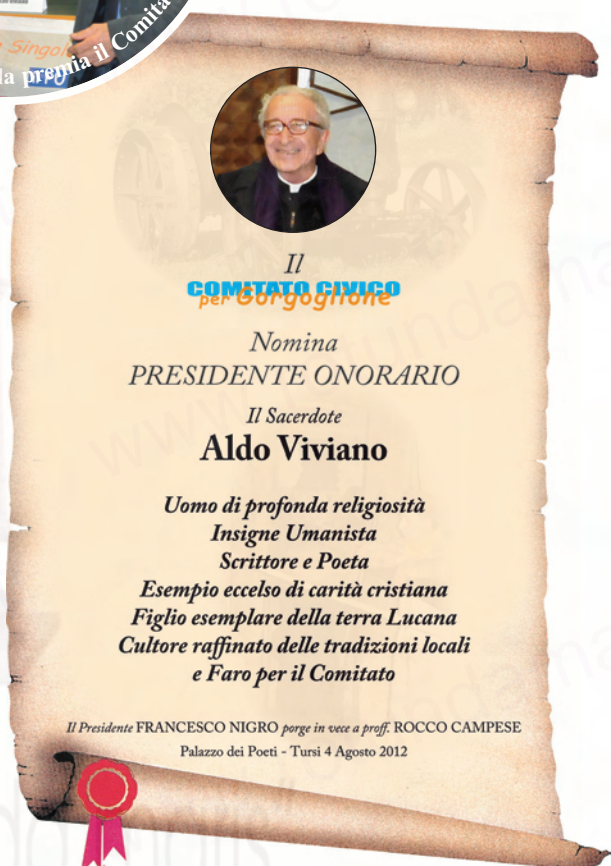 la premia il Comita
Il
COMITATO CIVICO
per Gorgoglione
Nomina
PRESIDENTE ONORARIO
Il Sacerdote
Aldo Viviano
Uomo di profonda religiosità
Insigne Umanista
Scrittore e Poeta
Esempio eccelso di carità cristiana
Figlio esemplare della terra Lucana
Cultore raffinato delle tradizioni locali
e Faro per il Comitato
Il Presidente FRANCESCO NIGRO porge in vece a proff. ROCCO CAMPESE
Palazzo dei Poeti - Tursi 4 Agosto 2012